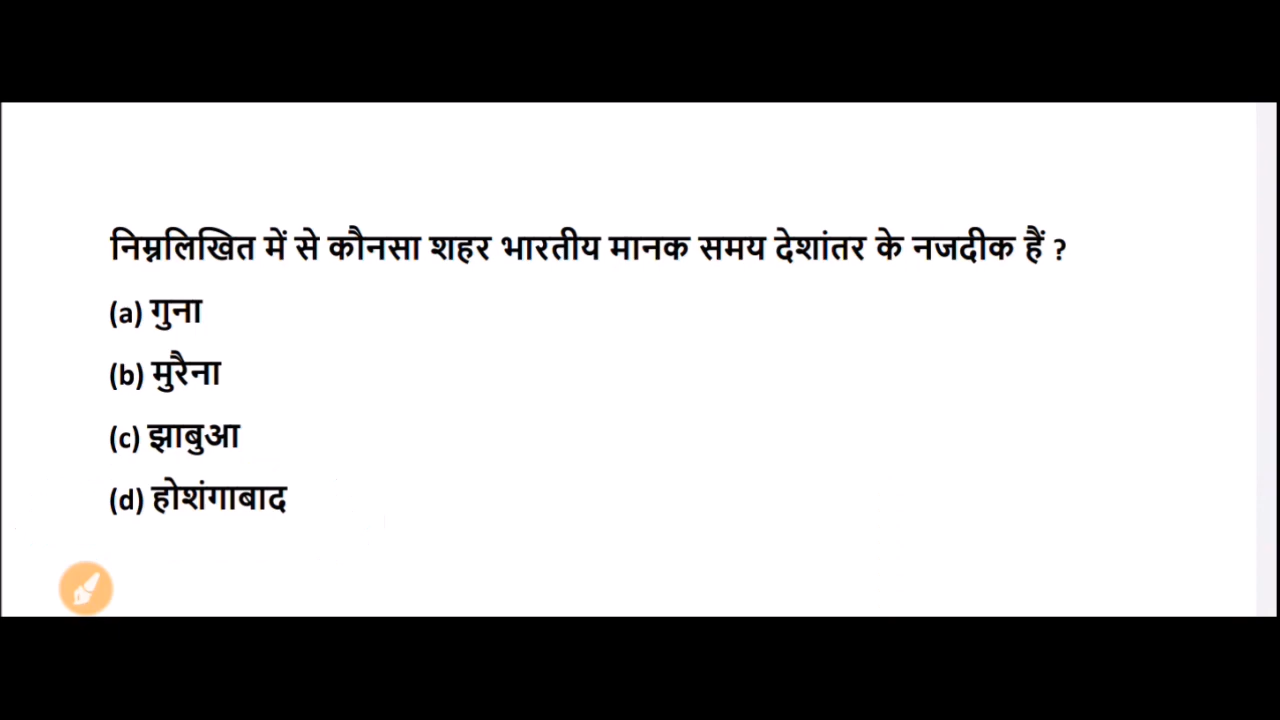 निम्नलिखित में से कौनसा शहर भारतीय मानक समय देशांतर के नजदीक हैं ?
(a) गुना
(b) मुरैना
(c) झाबुआ
(d) होशंगाबाद